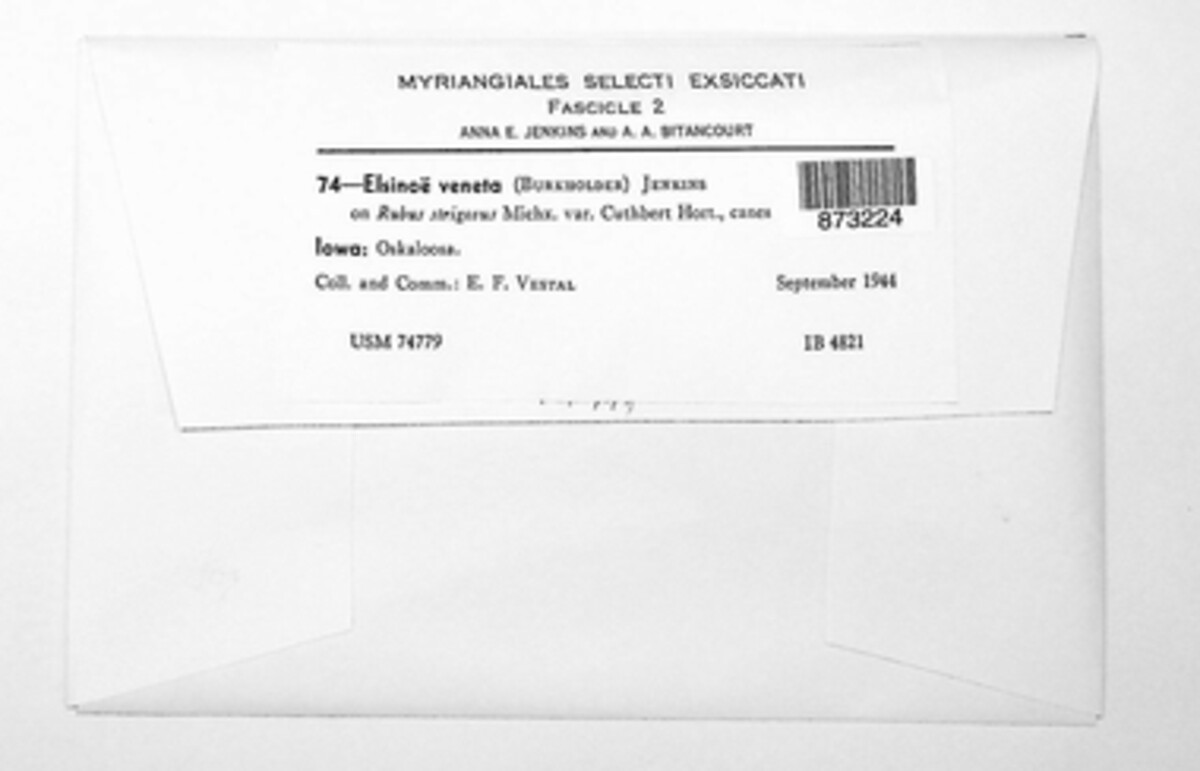 MYRIANGIALES SELECTI EXSICCATI
FASCICLE 2
ANNA E. JENKINS AND A. A. BITANCOURT
74—Elsinoë veneta (BURKHOLDER) JENKINS
on Rubus strigosus Michx. var. Cuthbert Hort., canes
873224
Iowa: Oskaloosa.
Coll. and Comm.: E. F. VESTAL September 1944
USM 74779 IB 4821